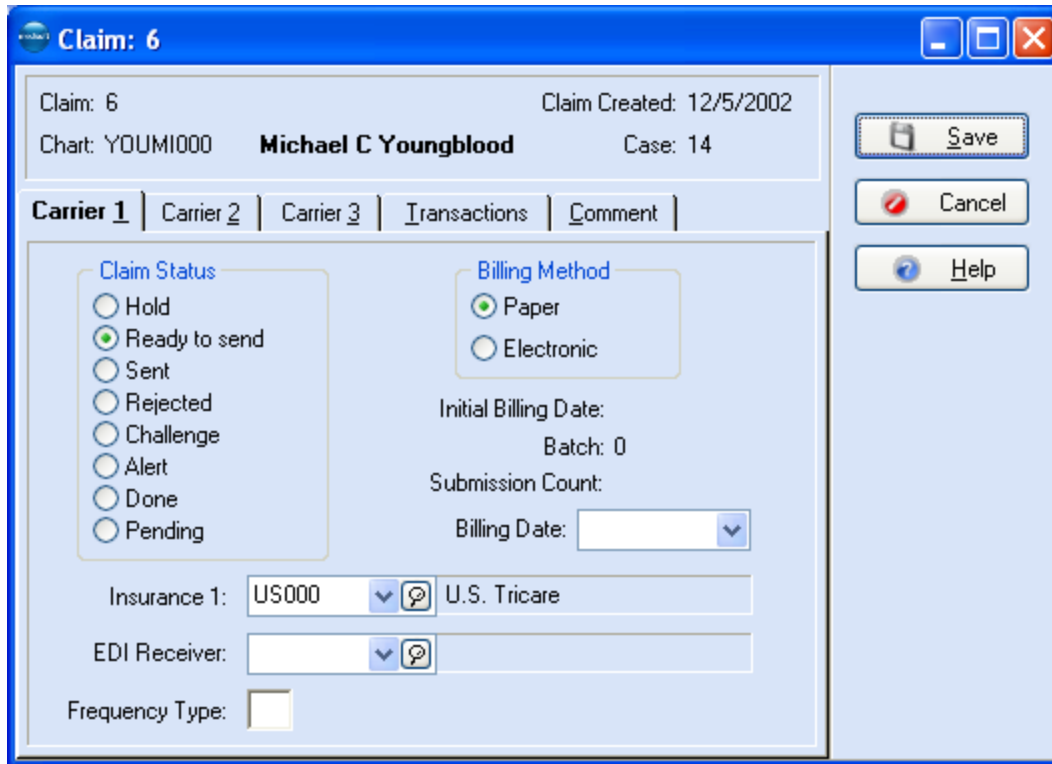 Claim: 6
Claim: 6 Claim Created: 12/5/2002
Chart: YOUMI000 Michael C Youngblood Case: 14
Save
Cancel
Help
Carrier 1 Carrier 2 Carrier 3 Transactions Comment
Claim Status
Hold
Ready to send
Sent
Rejected
Challenge
Alert
Done
Pending
Billing Method
Paper
Electronic
Initial Billing Date:
Batch: 0
Submission Count:
Billing Date:
Insurance 1: US000 U.S. Tricare
EDI Receiver:
Frequency Type: